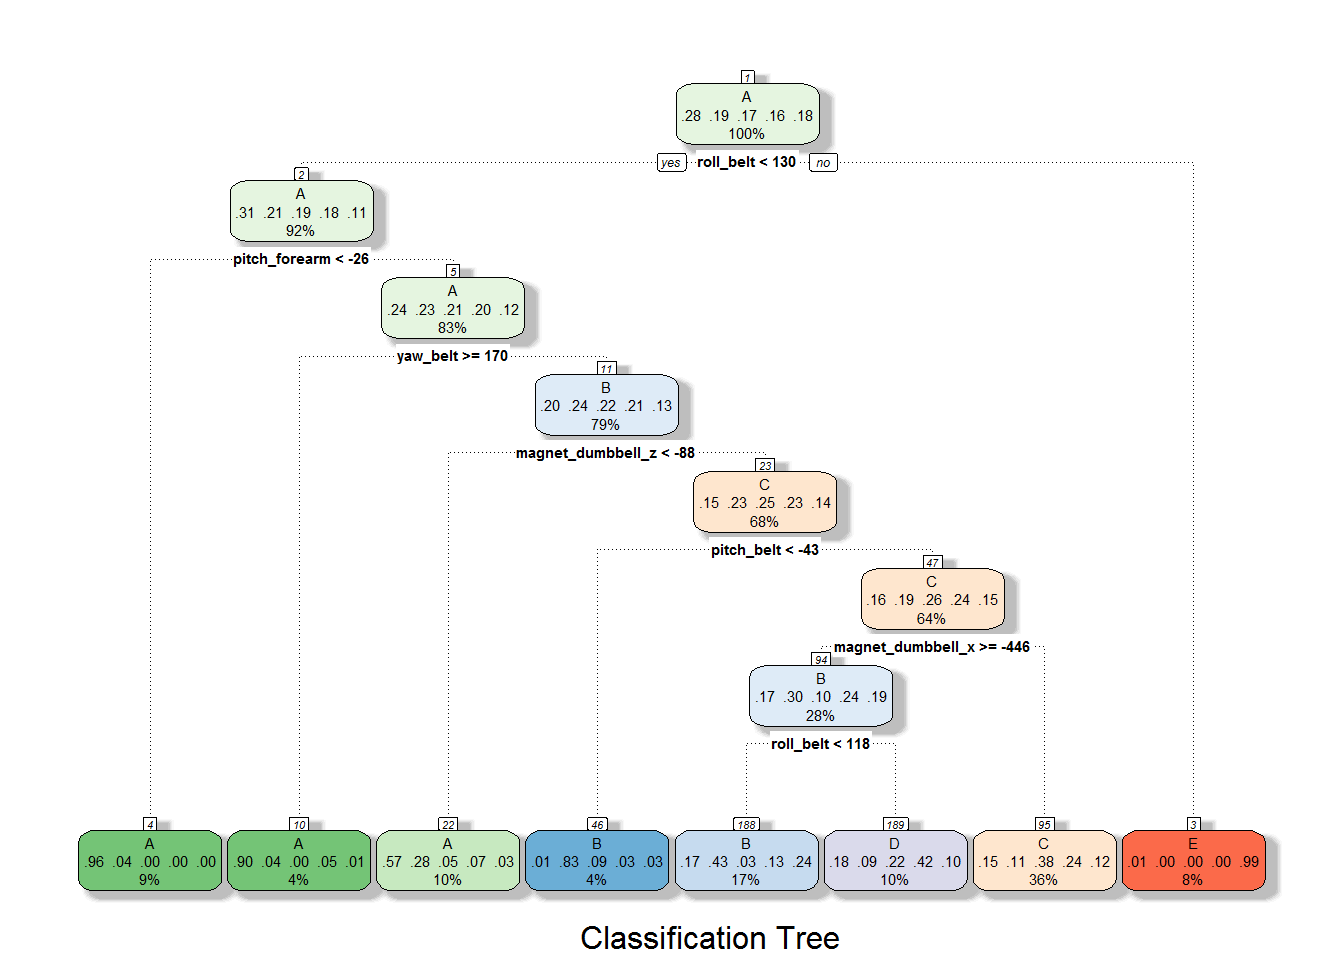 1
A
.28 .19 .17 .16 .18
100%
yes roll_belt < 130 no
2
A
.31 .21 .19 .18 .11
92%
pitch_forearm < -26
5
A
.24 .23 .21 .20 .12
83%
yaw_belt >= 170
11
B
.20 .24 .22 .21 .13
79%
magnet_dumbbell_z < -88
23
C
.15 .23 .25 .23 .14
68%
pitch_belt < -43
47
C
.16 .19 .26 .24 .15
64%
magnet_dumbbell_x >= -446
94
B
.17 .30 .10 .24 .19
28%
roll_belt < 118
4
A
.96 .04 .00 .00 .00
9%
10
A
.90 .04 .00 .05 .01
4%
22
A
.57 .28 .05 .07 .03
10%
46
B
.01 .83 .09 .03 .03
4%
188
B
.17 .43 .03 .13 .24
17%
189
D
.18 .09 .22 .42 .10
10%
95
C
.15 .11 .38 .24 .12
36%
3
E
.01 .00 .00 .00 .99
8%
Classification Tree